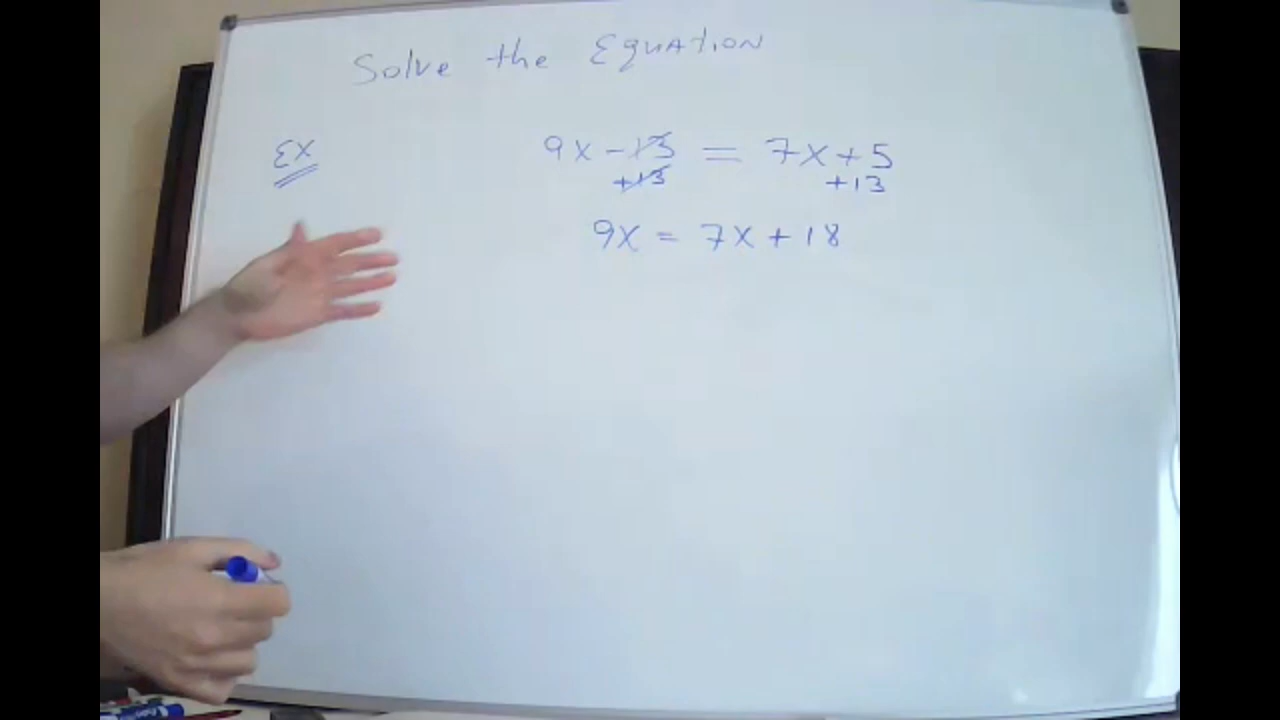 Solve the Equation
Ex 9x - 13 = 7x + 5
+13 +13
9x = 7x + 18